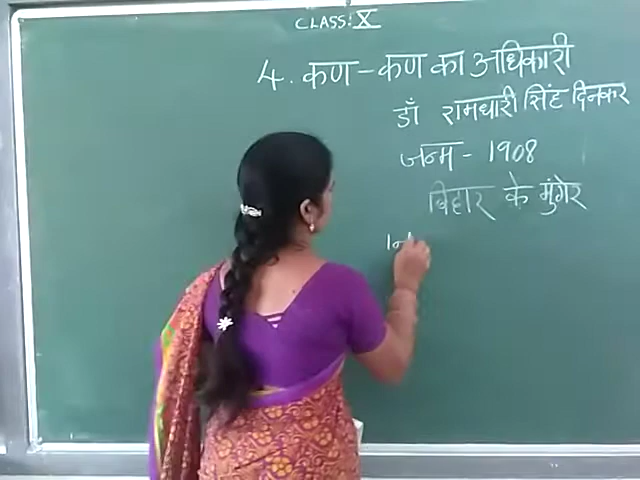 CLASS: X
4. कण-कण का अधिकारी
डाँ रामधारी सिंह दिनकर
जन्म - 1908
बिहार के मुंगेर